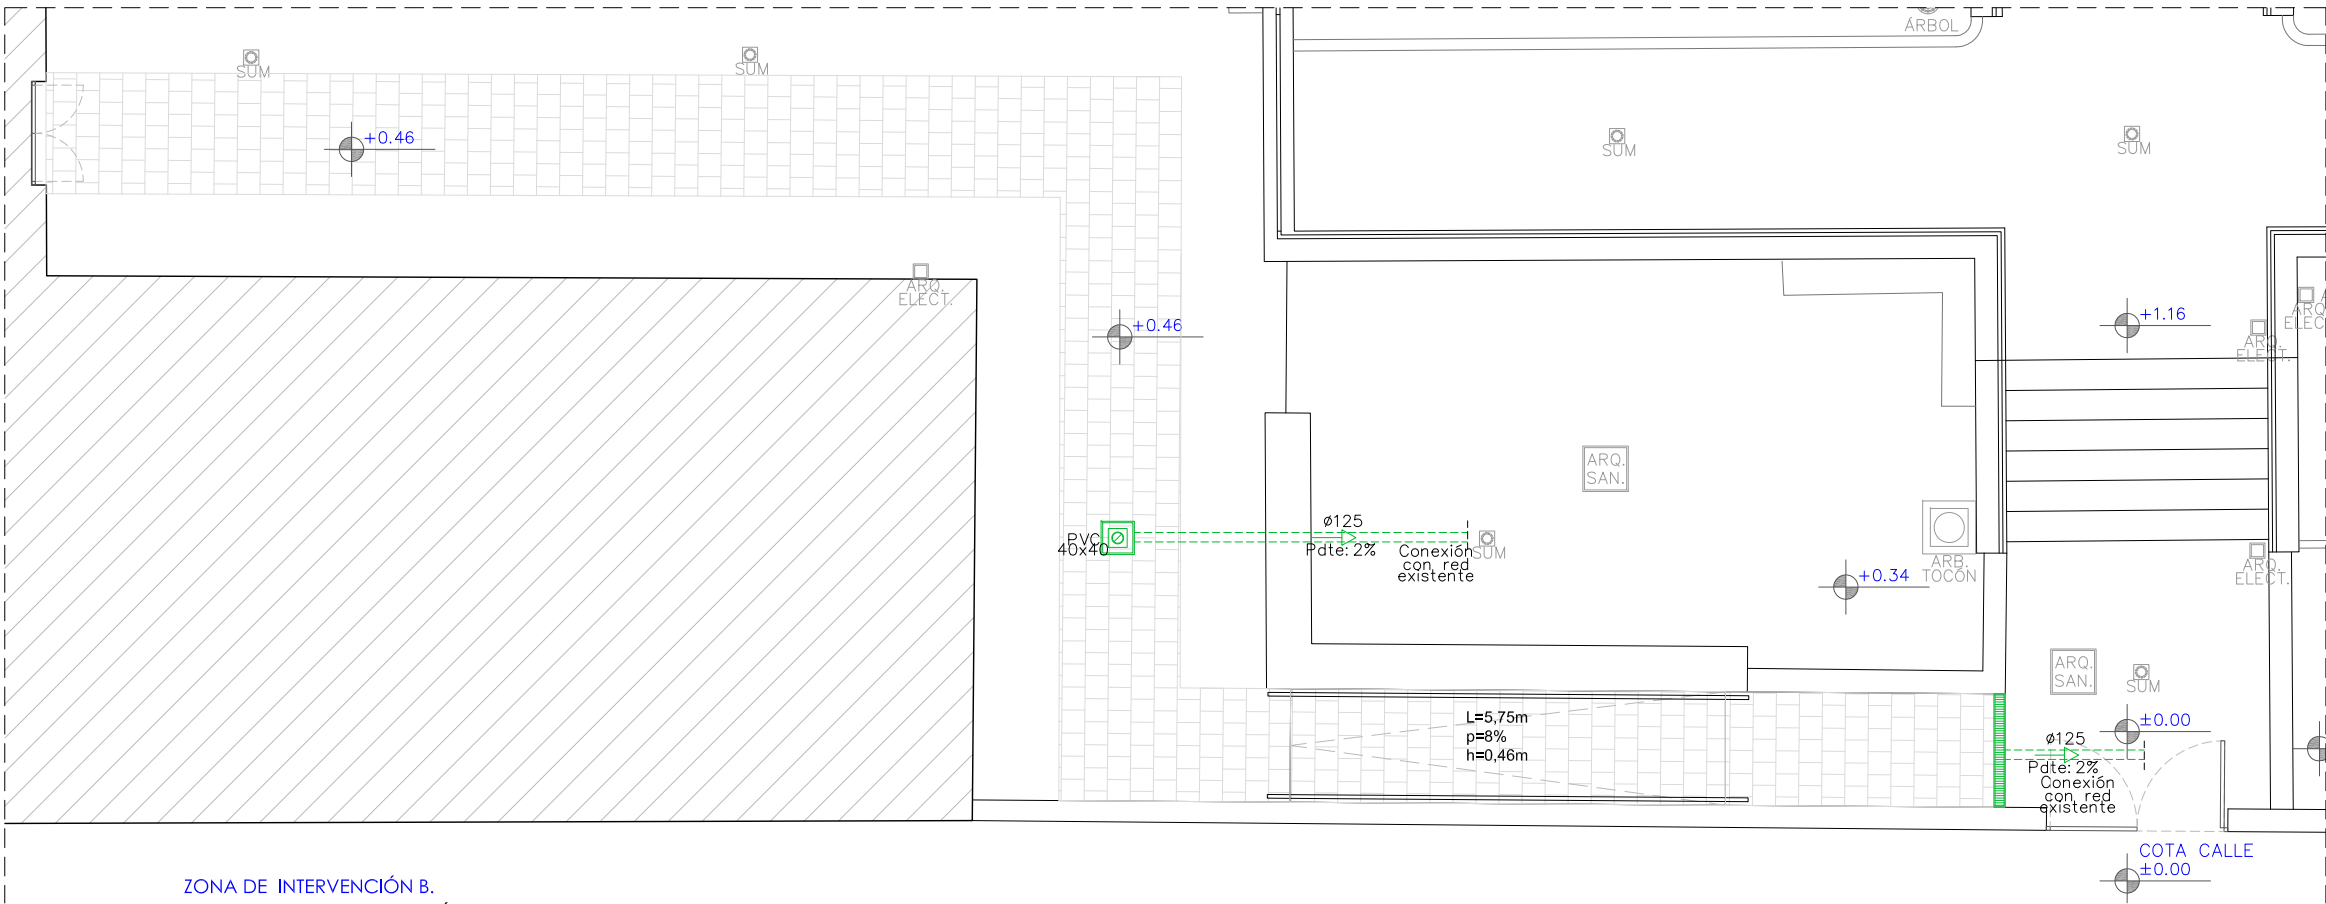 ÁRBOL
SUM
SUM
+0.46
SUM
SUM
ARQ.
ELECT.
+0.46
+1.16
ARQ.
ELECT.
ARQ.
ARQ.
SAN.
PVC
40x40
ø125
Pdte: 2%
Conexión
con red
existente
SUM
ARB.
TOCÓN
+0.34
ARQ.
ELECT.
ARQ.
SAN.
SUM
L=5,75m
p=8%
h=0,46m
±0.00
ø125
Pdte: 2%
Conexión
con red
existente
COTA CALLE
±0.00
ZONA DE INTERVENCIÓN B.